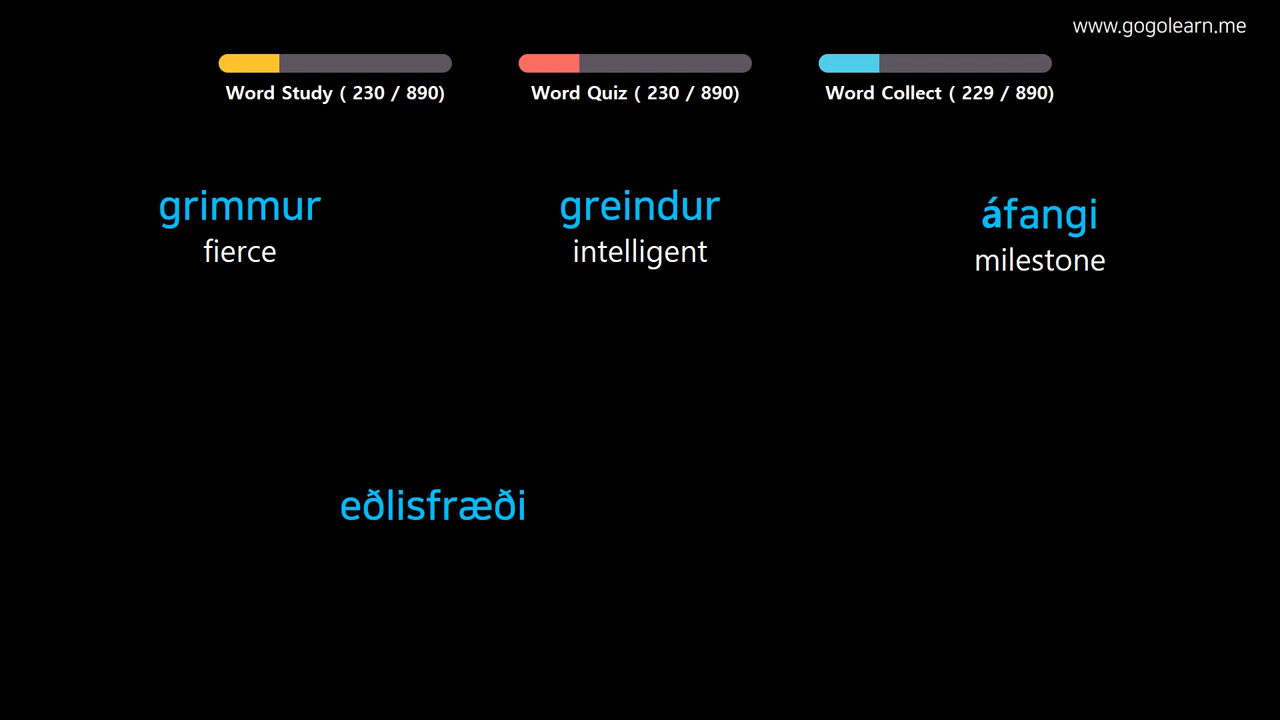 www.gogolearn.me
Word Study ( 230 / 890)
Word Quiz ( 230 / 890)
Word Collect ( 229 / 890)
grimmur
fierce
greindur
intelligent
áfangi
milestone
eðlisfræði